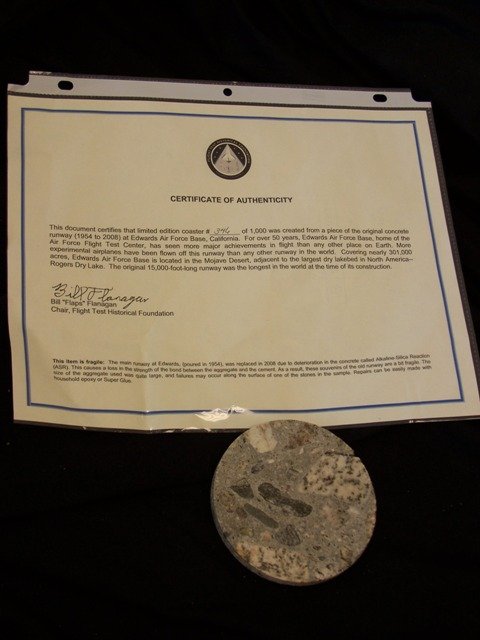 CERTIFICATE OF AUTHENTICITY
This document certifies that limited edition coaster # 346 of 1,000 was created from a piece of the original concrete
runway (1954 to 2008) at Edwards Air Force Base, California. For over 50 years, Edwards Air Force Base, home of the
Air Force Flight Test Center, has seen more major achievements in flight than any other place on Earth. More
experimental airplanes have been flown off this runway than any other runway in the world. Covering nearly 301,000
acres, Edwards Air Force Base is located in the Mojave Desert, adjacent to the largest dry lakebed in North America–
Rogers Dry Lake. The original 15,000-foot-long runway was the longest in the world at the time of its construction.
Bill Flanagan
Bill "Flaps" Flanagan
Chair, Flight Test Historical Foundation
This item is fragile: The main runway at Edwards, (poured in 1954), was replaced in 2008 due to deterioration in the concrete called Alkaline-Silica Reaction
(ASR). This causes a loss in the strength of the bond between the aggregate and the cement. As a result, these souvenirs of the old runway are a bit fragile. The
size of the aggregate used was quite large, and failures may occur along the surface of one of the stones in the sample. Repairs can be easily made with
household epoxy or Super Glue.